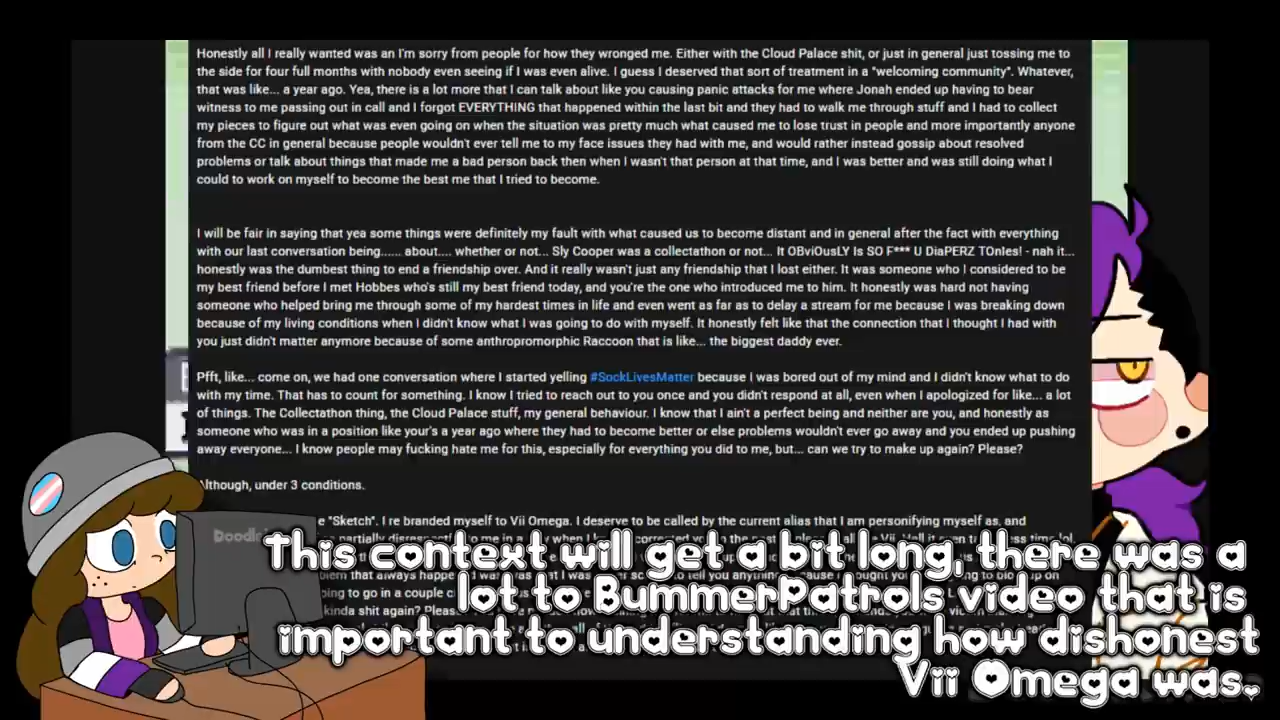 Honestly all I really wanted was an I'm sorry from people for how they wronged me. Either with the Cloud Palace shit, or just in general just tossing me to
the side for four full months with nobody even seeing if I was even alive. I guess I deserved that sort of treatment in a "welcoming community". Whatever,
that was like... a year ago. Yea, there is a lot more that I can talk about like you causing panic attacks for me where Jonah ended up having to bear
witness to me passing out in call and I forgot EVERYTHING that happened within the last bit and they had to walk me through stuff and I had to collect
my pieces to figure out what was even going on when the situation was pretty much what caused me to lose trust in people and more importantly anyone
from the CC in general because people wouldn't ever tell me to my face issues they had with me, and would rather instead gossip about resolved
problems or talk about things that made me a bad person back then when I wasn't that person at that time, and I was better and was still doing what I
could to work on myself to become the best me that I tried to become.
I will be fair in saying that yea some things were definitely my fault with what caused us to become distant and in general after the fact with everything
with our last conversation being...... about.... whether or not... Sly Cooper was a collectathon or not... It OBviOusLY Is SO F*** U DiaPERZ TOnIes! - nah it...
honestly was the dumbest thing to end a friendship over. And it really wasn't just any friendship that I lost either. It was someone who I considered to be
my best friend before I met Hobbes who's still my best friend today, and you're the one who introduced me to him. It honestly was hard not having
someone who helped bring me through some of my hardest times in life and even went as far as to delay a stream for me because I was breaking down
because of my living conditions when I didn't know what I was going to do with myself. It honestly felt like that the connection that I thought I had with
you just didn't matter anymore because of some anthropromorphic Raccoon that is like... the biggest daddy ever.
Pfft, like... come on, we had one conversation where I started yelling #SockLivesMatter because I was bored out of my mind and I didn't know what to do
with my time. That has to count for something. I know I tried to reach out to you once and you didn't respond at all, even when I apologized for like... a lot
of things. The Collectathon thing, the Cloud Palace stuff, my general behaviour. I know that I ain't a perfect being and neither are you, and honestly as
someone who was in a position like your's a year ago where they had to become better or else problems wouldn't ever go away and you ended up pushing
away everyone... I know people may fucking hate me for this, especially for everything you did to me, but... can we try to make up again? Please?
Although, under 3 conditions.
"Sketch". I re branded myself to Vii Omega. I deserve to be called by the current alias that I am personifying myself as, and
This context will get a bit long, there was a
lot to BummerPatrols video that is
important to understanding how dishonest
Vii Omega was.